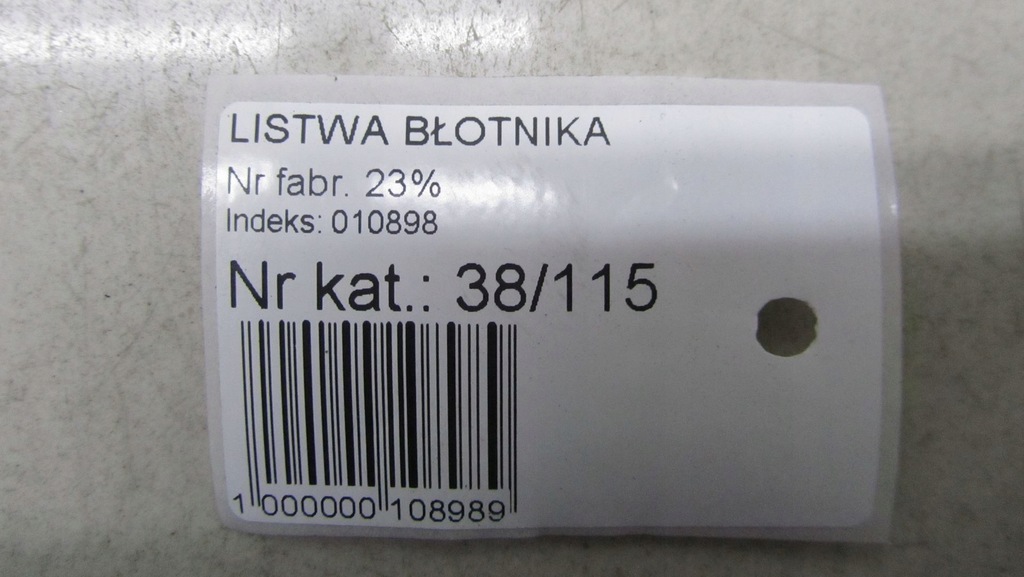 LISTWA BŁOTNIKA
Nr fabr. 23%
Indeks: 010898
Nr kat.: 38/115
1 000000 108989